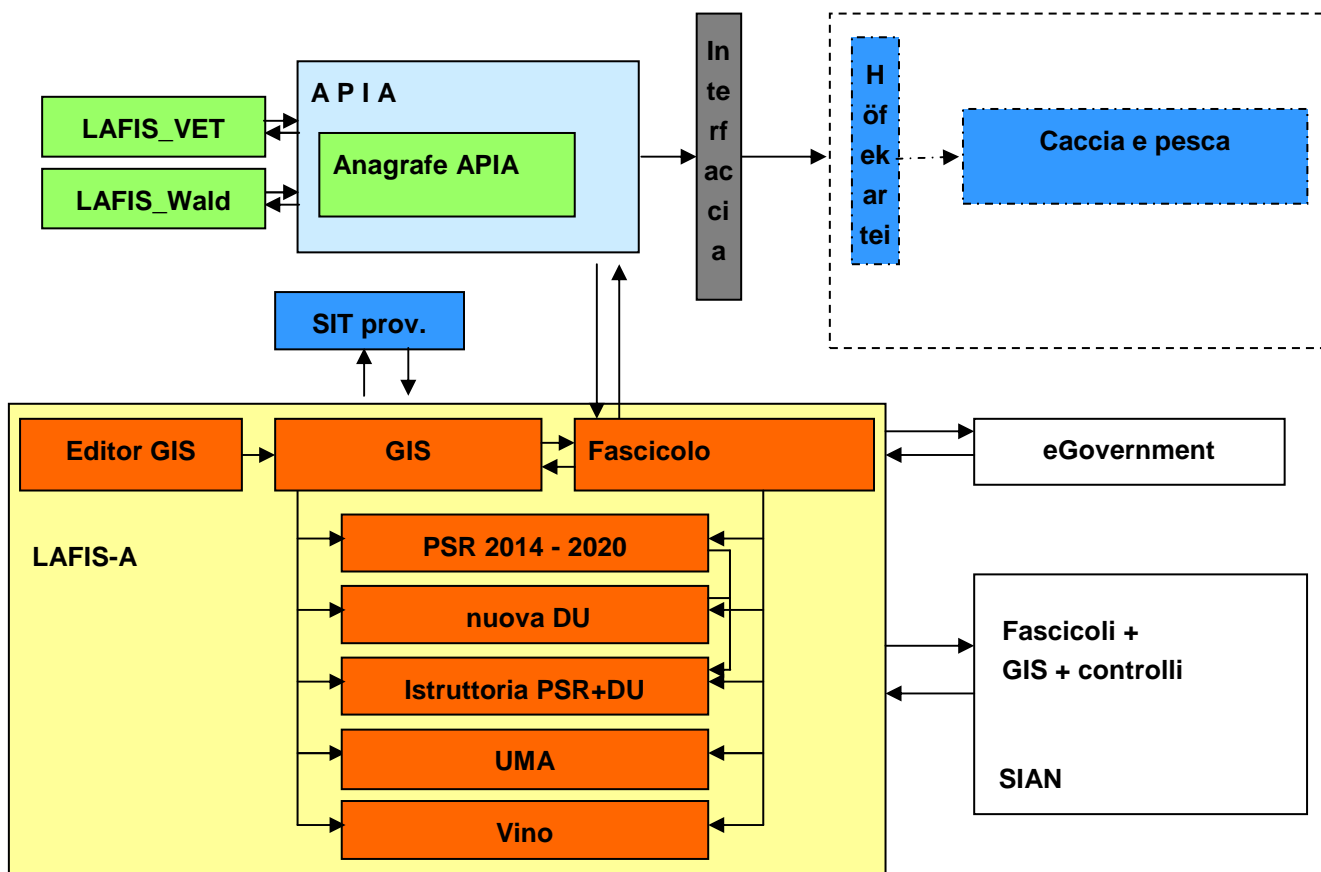 A P I A
LAFIS_VET
Anagrafe APIA
LAFIS_Wald
In
te
rf
ac
ci
a
H
öf
ek
ar
tei
Caccia e pesca
SIT prov.
Editor GIS
GIS
Fascicolo
eGovernment
LAFIS-A
PSR 2014 - 2020
nuova DU
Istruttoria PSR+DU
UMA
Vino
Fascicoli +
GIS + controlli
SIAN